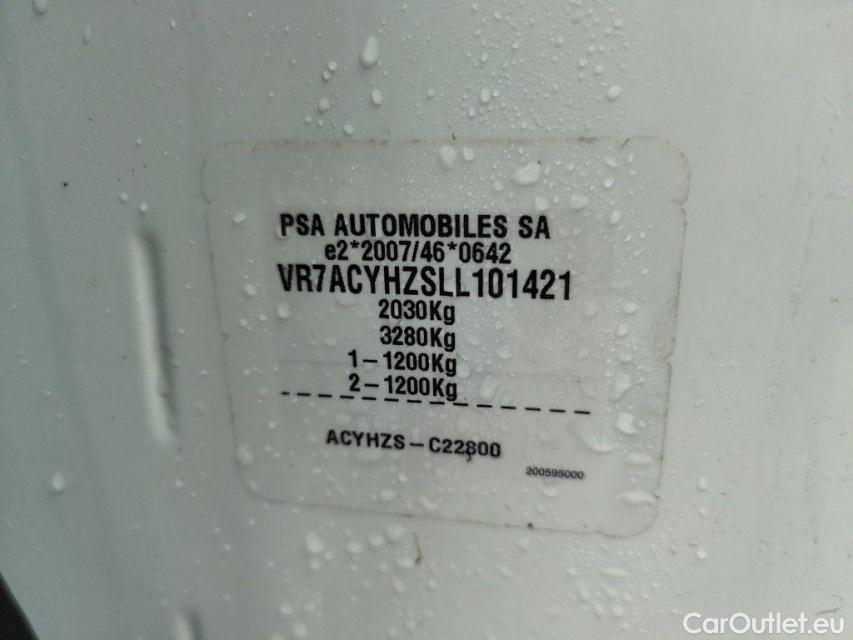 PSA AUTOMOBILES SA
e2*2007/46*0642
VR7ACYHZSLL101421
2030Kg
3280Kg
1-1200Kg
2-1200Kg
ACYHZS-C22800
200595000
CarOutlet.eu